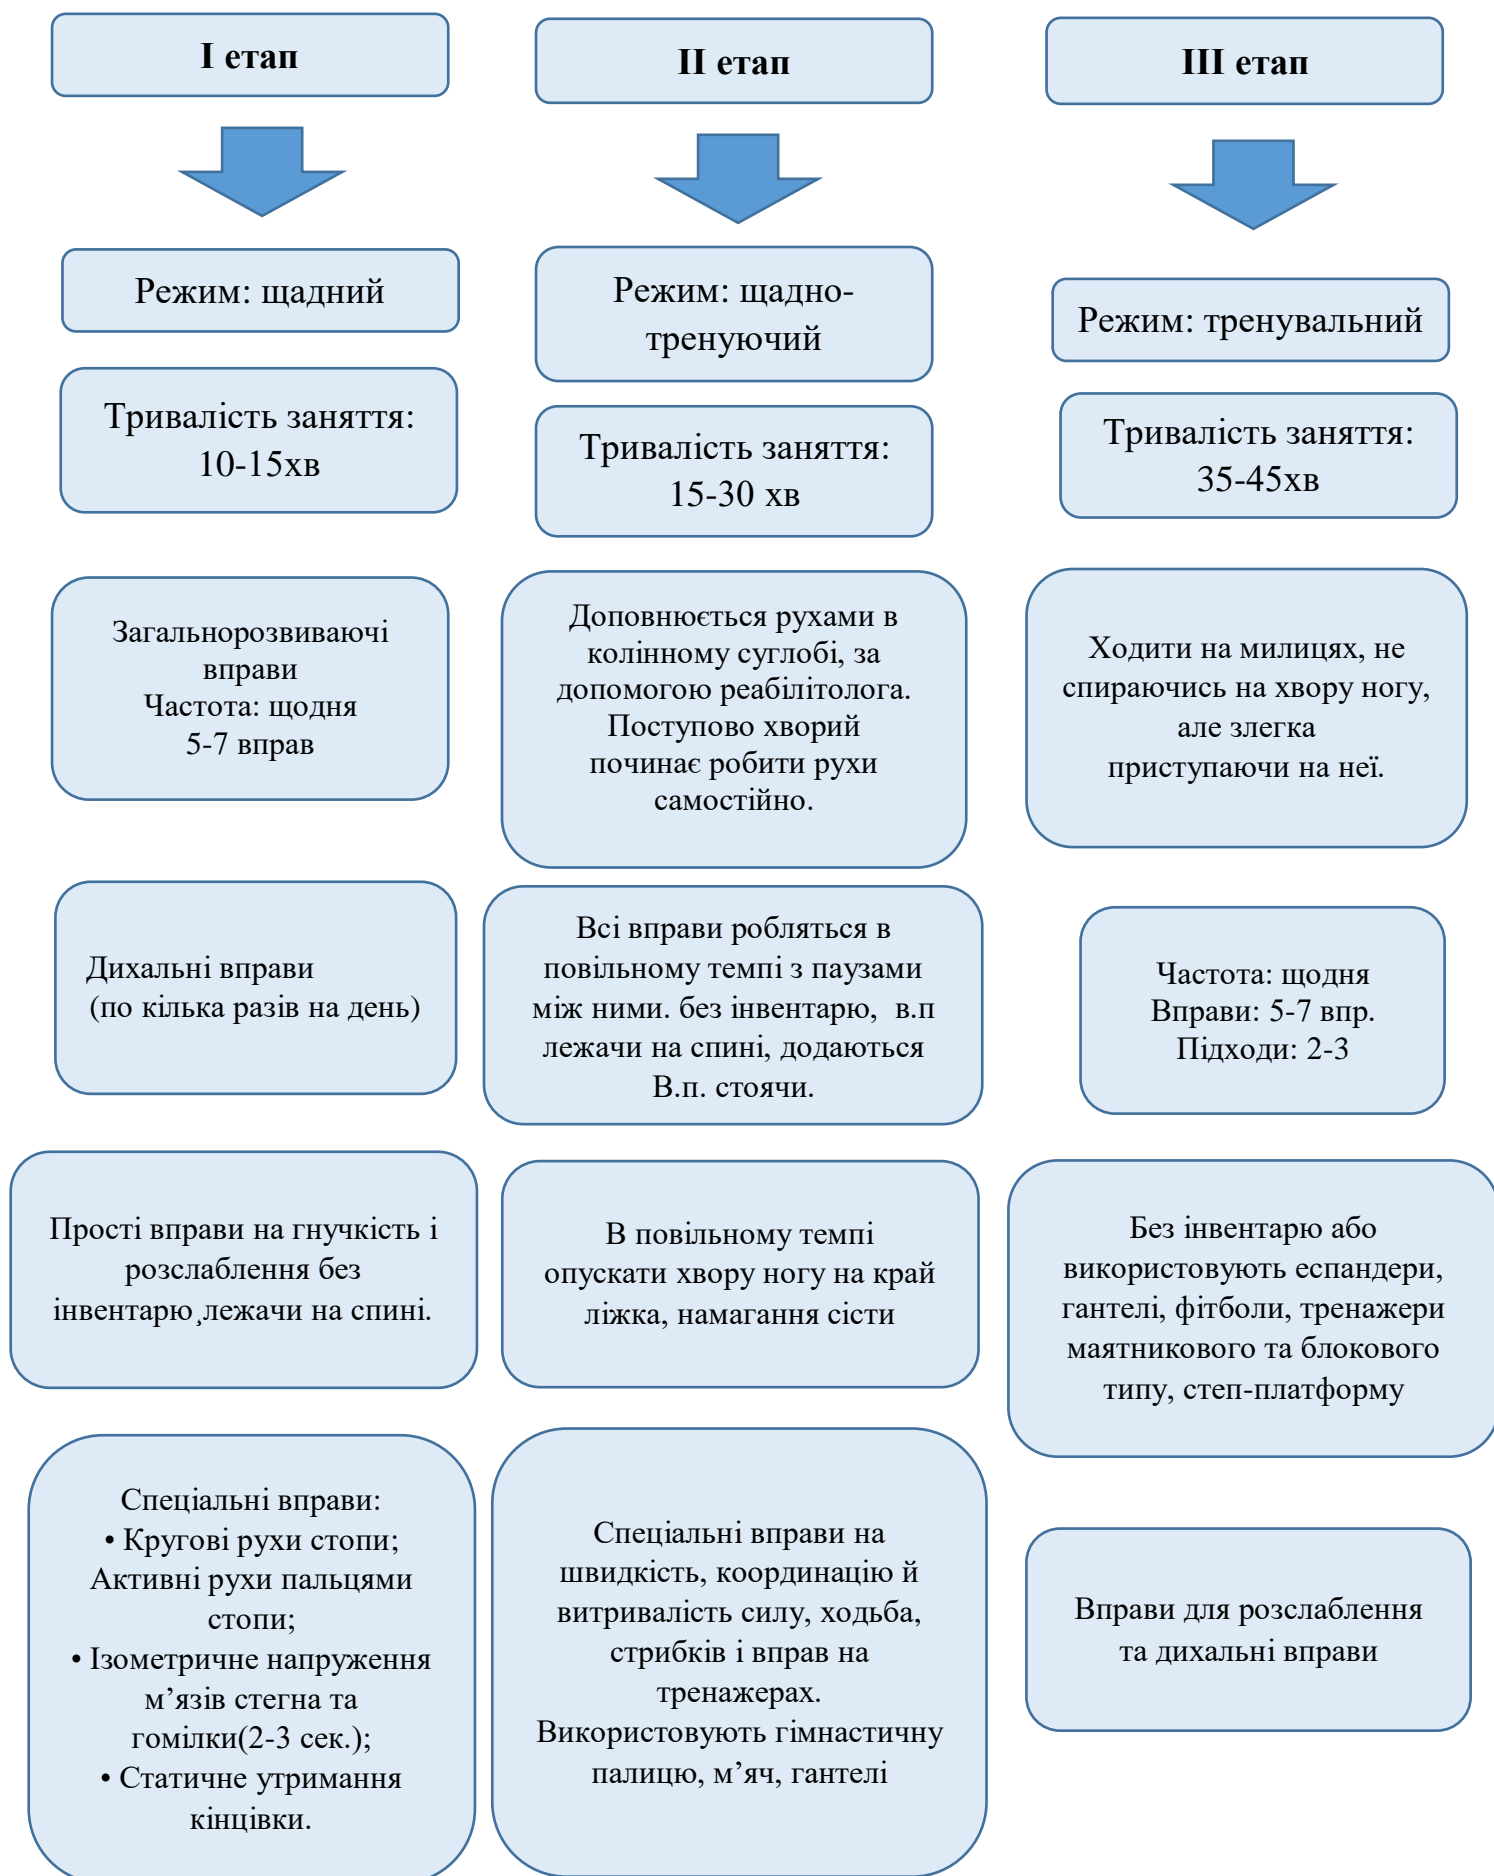 І етап
Режим: щадний
Тривалість заняття:
10-15хв
Загальнорозвиваючі
вправи
Частота: щодня
5-7 вправ
Дихальні вправи
(по кілька разів на день)
Прості вправи на гнучкість і
розслаблення без
інвентарю¸лежачи на спині.
Спеціальні вправи:
• Кругові рухи стопи;
Активні рухи пальцями
стопи;
• Ізометричне напруження
м’язів стегна та
гомілки(2-3 сек.);
• Статичне утримання
кінцівки.
ІІ етап
Режим: щадно-
тренуючий
Тривалість заняття:
15-30 хв
Доповнюється рухами в
колінному суглобі, за
допомогою реабілітолога.
Поступово хворий
починає робити рухи
самостійно.
Всі вправи робляться в
повільному темпі з паузами
між ними. без інвентарю, в.п
лежачи на спині, додаються
В.п. стоячи.
В повільному темпі
опускати хвору ногу на край
ліжка, намагання сісти
Спеціальні вправи на
швидкість, координацію й
витривалість силу, ходьба,
стрибків і вправ на
тренажерах.
Використовують гімнастичну
палицю, м’яч, гантелі
ІІІ етап
Режим: тренувальний
Тривалість заняття:
35-45хв
Ходити на милицях, не
спираючись на хвору ногу,
але злегка
приступаючи на неї.
Частота: щодня
Вправи: 5-7 впр.
Підходи: 2-3
Без інвентарю або
використовують еспандери,
гантелі, фітболи, тренажери
маятникового та блокового
типу, степ-платформу
Вправи для розслаблення
та дихальні вправи